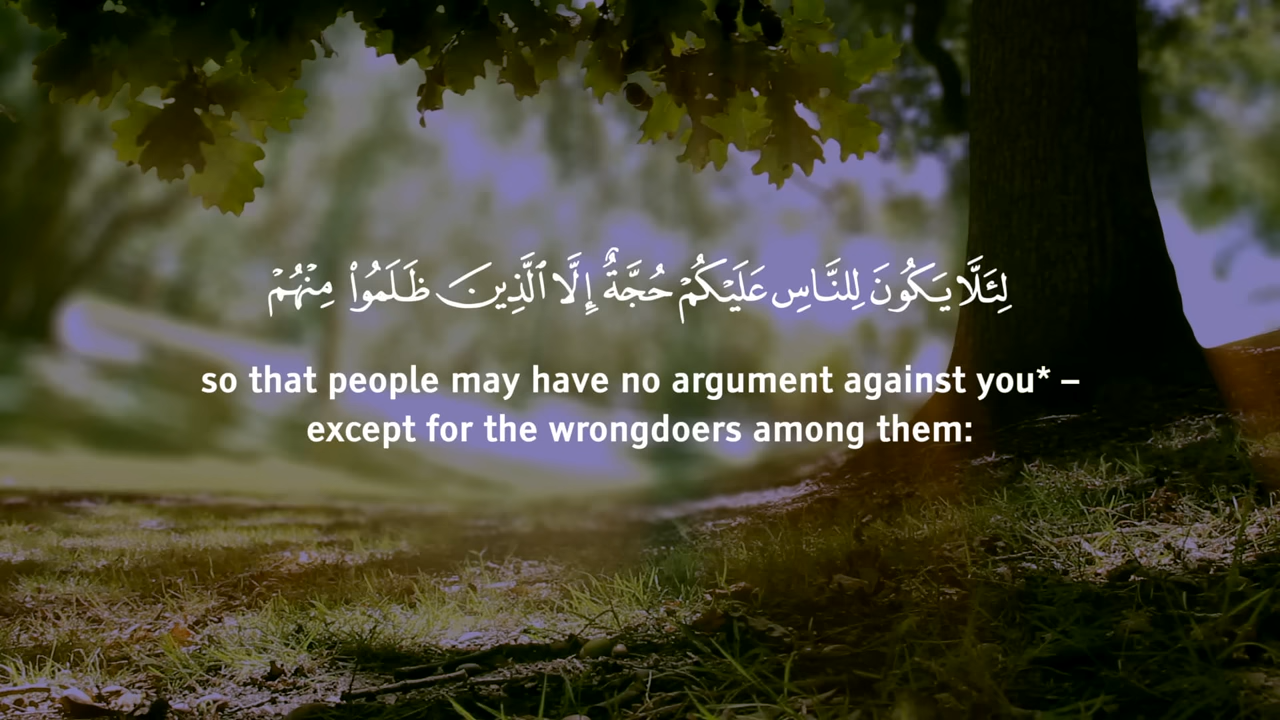 لِئَلَّا يَكُونَ لِلنَّاسِ عَلَيْكُمْ حُجَّةٌ إِلَّا ٱلَّذِينَ ظَلَمُوا۟ مِنْهُمْ
so that people may have no argument against you* –
except for the wrongdoers among them: